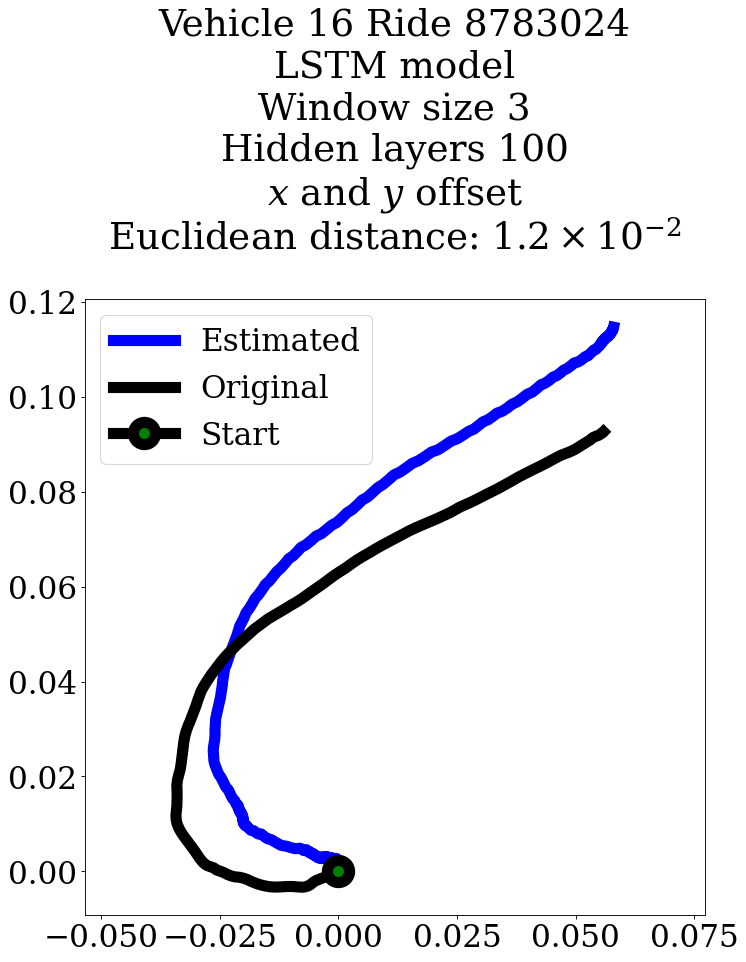 Vehicle 16 Ride 8783024
LSTM model
Window size 3
Hidden layers 100
x and y offset
Euclidean distance: 1.2 × 10⁻²
0.12
0.10
0.08
0.06
0.04
0.02
0.00
Estimated
Original
Start
−0.050 −0.025 0.000 0.025 0.050 0.075